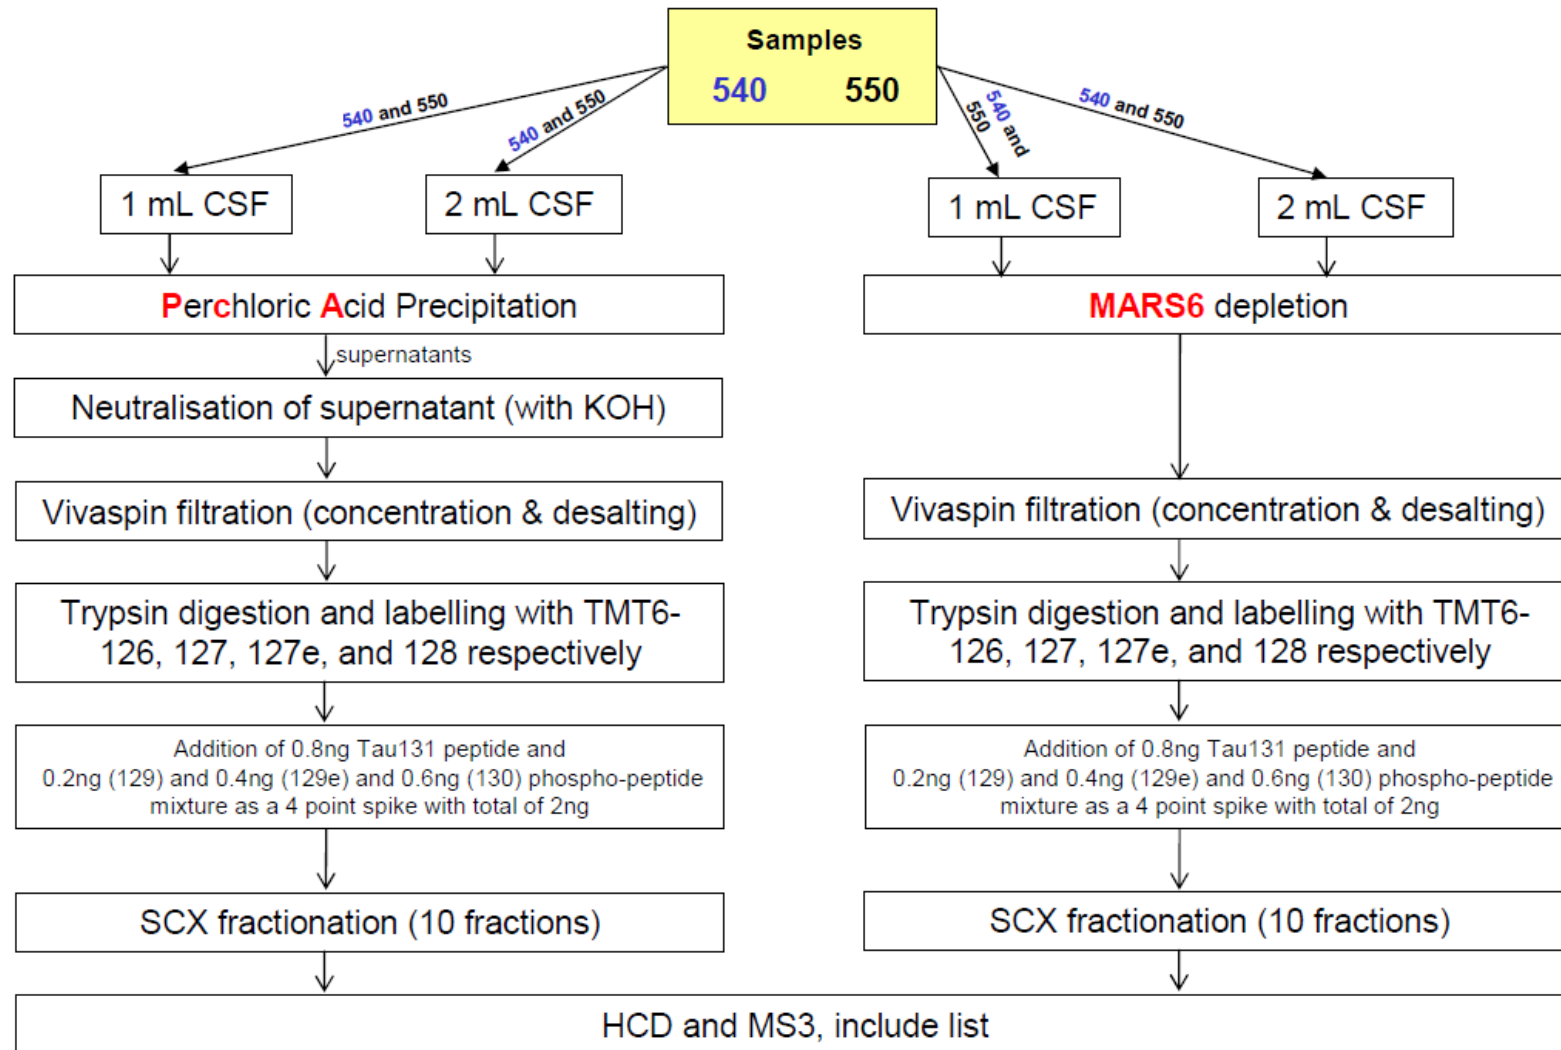 Samples
540 550
540 and 550
540 and 550
540 and
550
540 and 550
1 mL CSF
2 mL CSF
1 mL CSF
2 mL CSF
Perchloric Acid Precipitation
MARS6 depletion
supernatants
Neutralisation of supernatant (with KOH)
Vivaspin filtration (concentration & desalting)
Vivaspin filtration (concentration & desalting)
Trypsin digestion and labelling with TMT6-
126, 127, 127e, and 128 respectively
Trypsin digestion and labelling with TMT6-
126, 127, 127e, and 128 respectively
Addition of 0.8ng Tau131 peptide and
0.2ng (129) and 0.4ng (129e) and 0.6ng (130) phospho-peptide
mixture as a 4 point spike with total of 2ng
Addition of 0.8ng Tau131 peptide and
0.2ng (129) and 0.4ng (129e) and 0.6ng (130) phospho-peptide
mixture as a 4 point spike with total of 2ng
SCX fractionation (10 fractions)
SCX fractionation (10 fractions)
HCD and MS3, include list